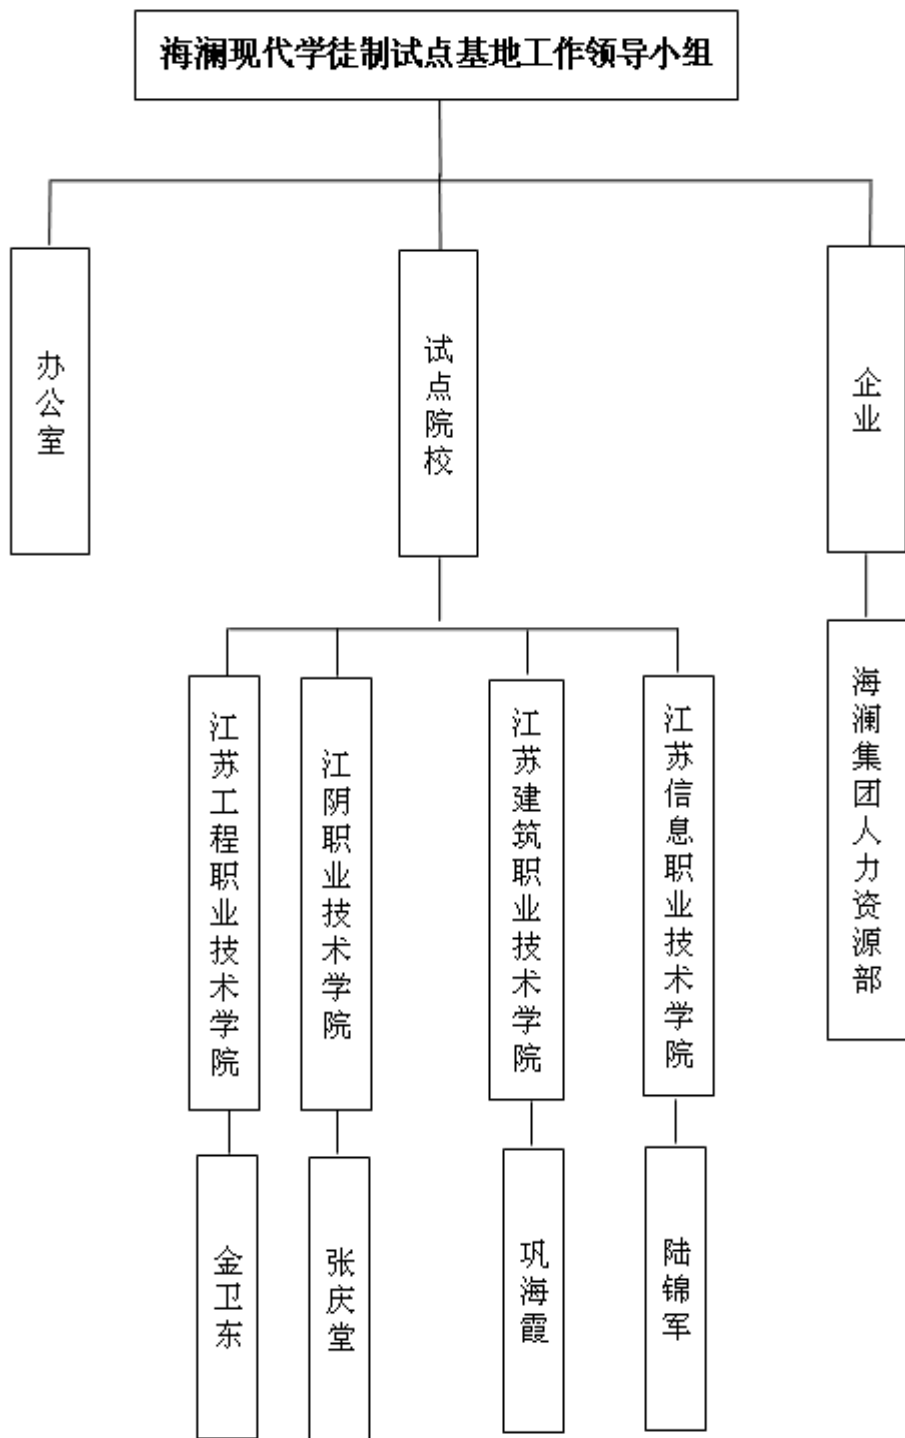 海澜现代学徒制试点基地工作领导小组
办公室
试点院校
企业
江苏工程职业技术学院
江阴职业技术学院
江苏建筑职业技术学院
江苏信息职业技术学院
海澜集团人力资源部
金卫东
张庆堂
巩海霞
陆锦军